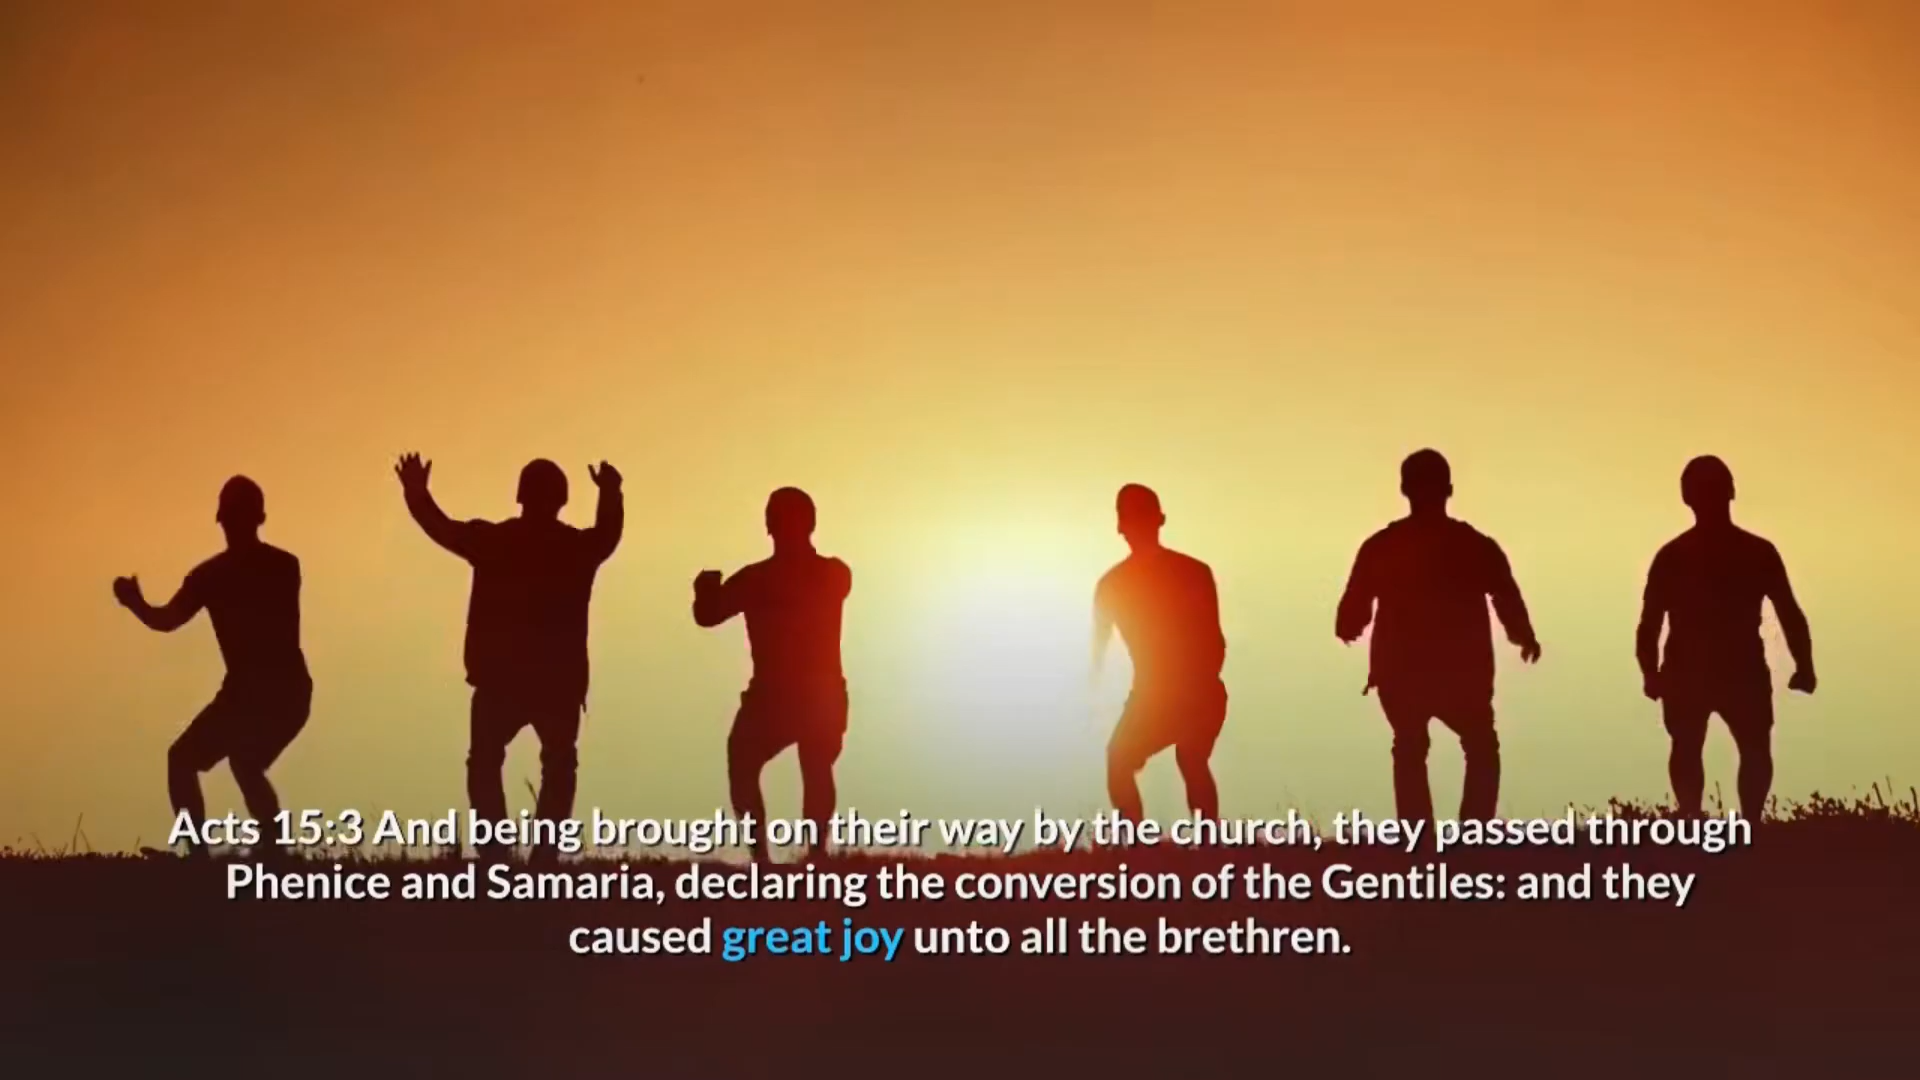 Acts 15:3 And being brought on their way by the church, they passed through
Phenice and Samaria, declaring the conversion of the Gentiles: and they
caused great joy unto all the brethren.